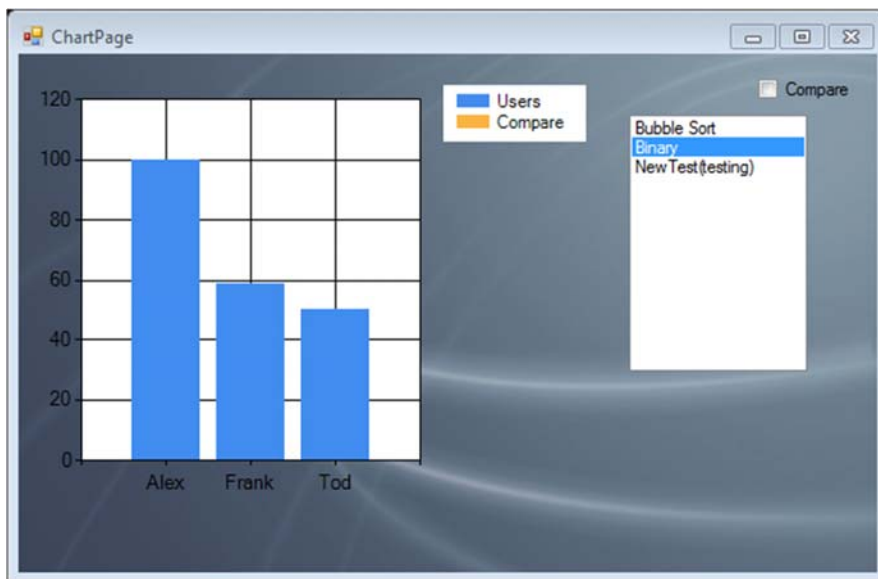 ChartPage
Compare
Users
Compare
Bubble Sort
Binary
NewTest(testing)
120
100
80
60
40
20
0
Alex Frank Tod